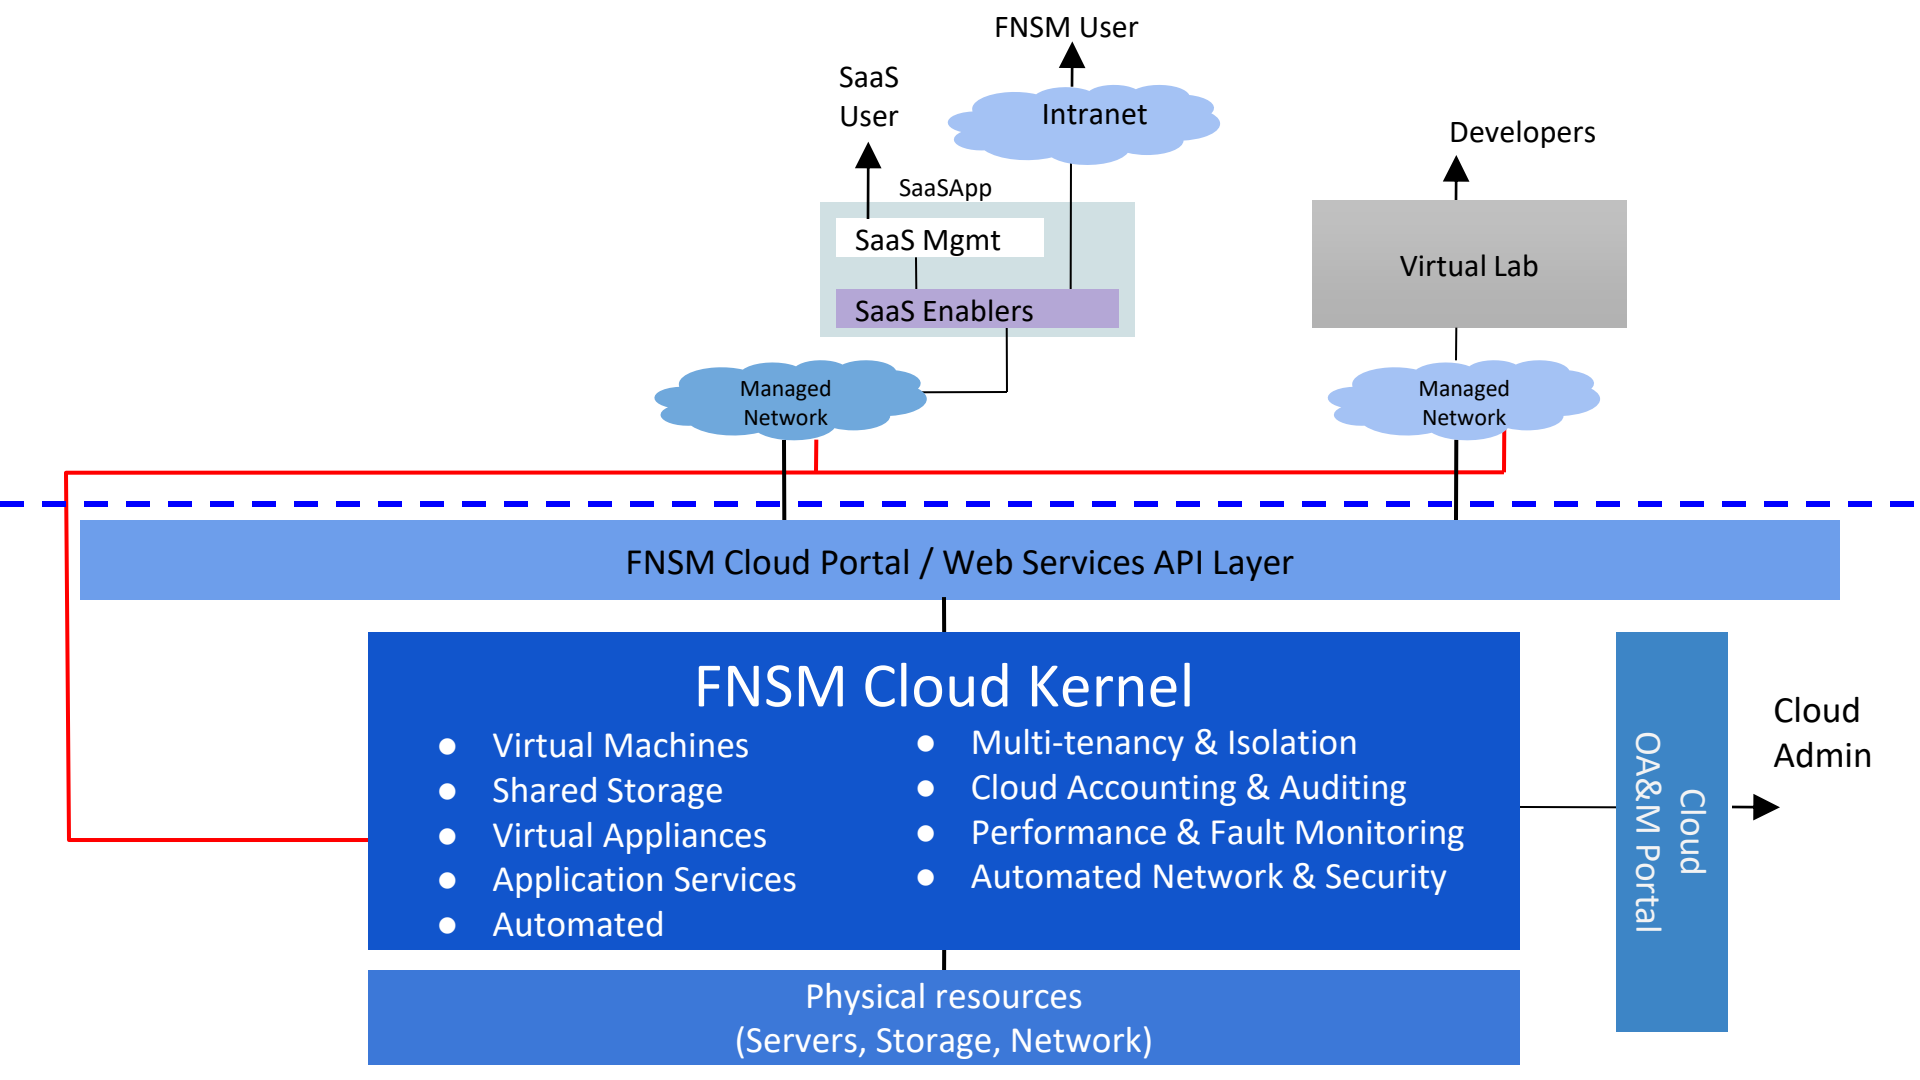 FNSM User
SaaS
User
Intranet
Developers
SaaSApp
SaaS Mgmt
Virtual Lab
SaaS Enablers
Managed
Network
Managed
Network
FNSM Cloud Portal / Web Services API Layer
FNSM Cloud Kernel
● Virtual Machines
● Shared Storage
● Virtual Appliances
● Application Services
● Automated
● Multi-tenancy & Isolation
● Cloud Accounting & Auditing
● Performance & Fault Monitoring
● Automated Network & Security
Cloud
OA&M Portal
Cloud
Admin
Physical resources
(Servers, Storage, Network)